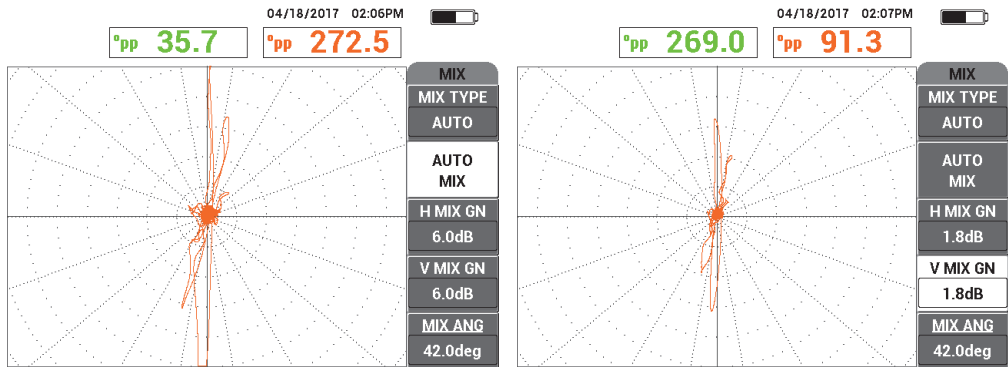 04/18/2017 02:06PM
°pp 35.7 °pp 272.5
MIX
MIX TYPE
AUTO
AUTO
MIX
H MIX GN
6.0dB
V MIX GN
6.0dB
MIX ANG
42.0deg
04/18/2017 02:07PM
°pp 269.0 °pp 91.3
MIX
MIX TYPE
AUTO
AUTO
MIX
H MIX GN
1.8dB
V MIX GN
1.8dB
MIX ANG
42.0deg